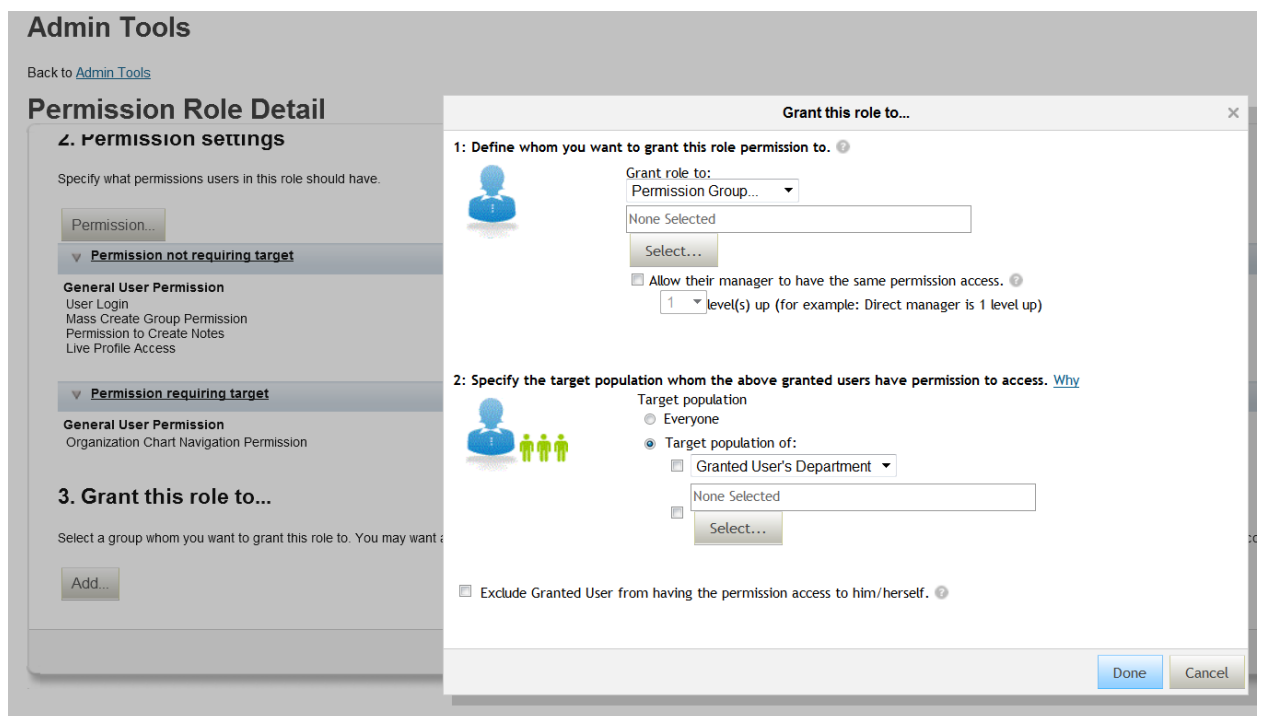 Admin Tools
Back to Admin Tools
Permission Role Detail
2. Permission settings
Specify what permissions users in this role should have.
Permission...
Permission not requiring target
General User Permission
User Login
Mass Create Group Permission
Permission to Create Notes
Live Profile Access
Permission requiring target
General User Permission
Organization Chart Navigation Permission
3. Grant this role to...
Select a group whom you want to grant this role to. You may want
Add...
Grant this role to...
1: Define whom you want to grant this role permission to.
Grant role to:
Permission Group...
None Selected
Select...
Allow their manager to have the same permission access.
1 level(s) up (for example: Direct manager is 1 level up)
2: Specify the target population whom the above granted users have permission to access. Why
Target population
Everyone
Target population of:
Granted User's Department
None Selected
Select...
Exclude Granted User from having the permission access to him/herself.
Done Cancel